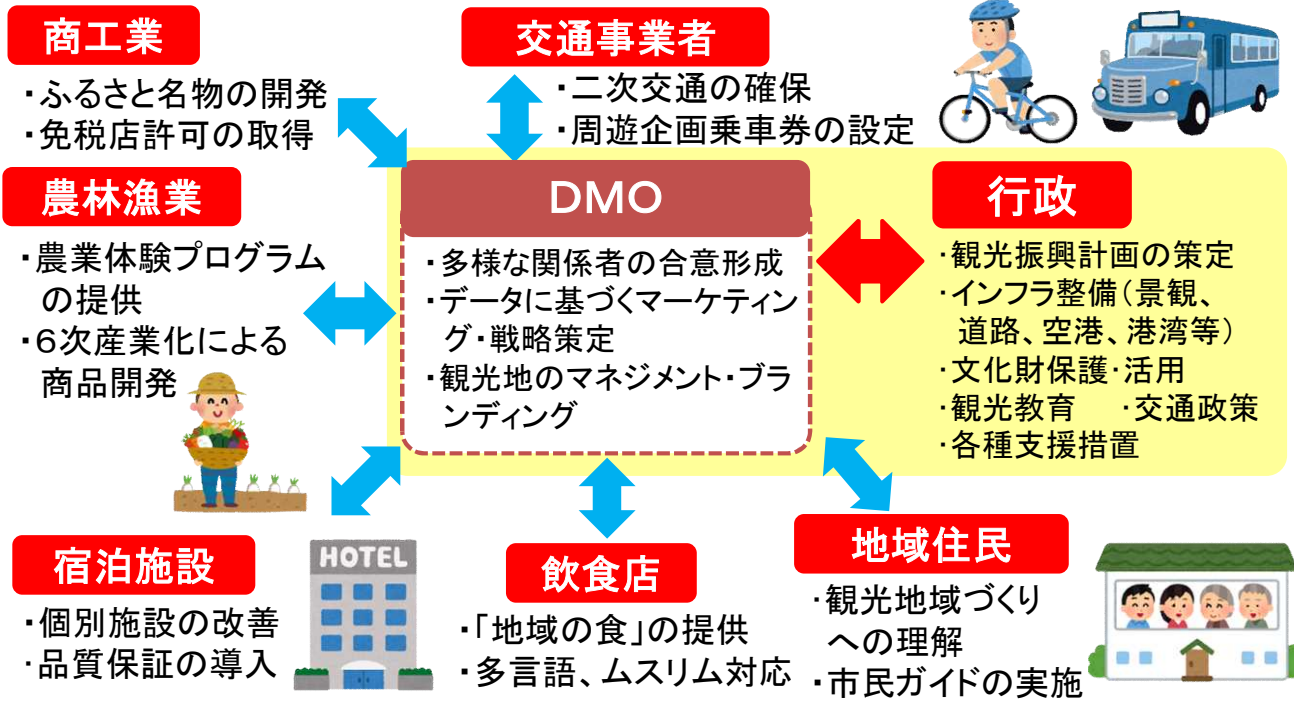 商工業
・ふるさと名物の開発
・免税店許可の取得
交通事業者
・二次交通の確保
・周遊企画乗車券の設定
農林漁業
・農業体験プログラム
の提供
・6次産業化による
商品開発
DMO
・多様な関係者の合意形成
・データに基づくマーケティン
グ・戦略策定
・観光地のマネジメント・ブラ
ンディング
行政
・観光振興計画の策定
・インフラ整備(景観、
道路、空港、港湾等)
・文化財保護・活用
・観光教育 ・交通政策
・各種支援措置
宿泊施設
・個別施設の改善
・品質保証の導入
HOTEL
飲食店
・「地域の食」の提供
・多言語、ムスリム対応
地域住民
・観光地域づくり
への理解
・市民ガイドの実施